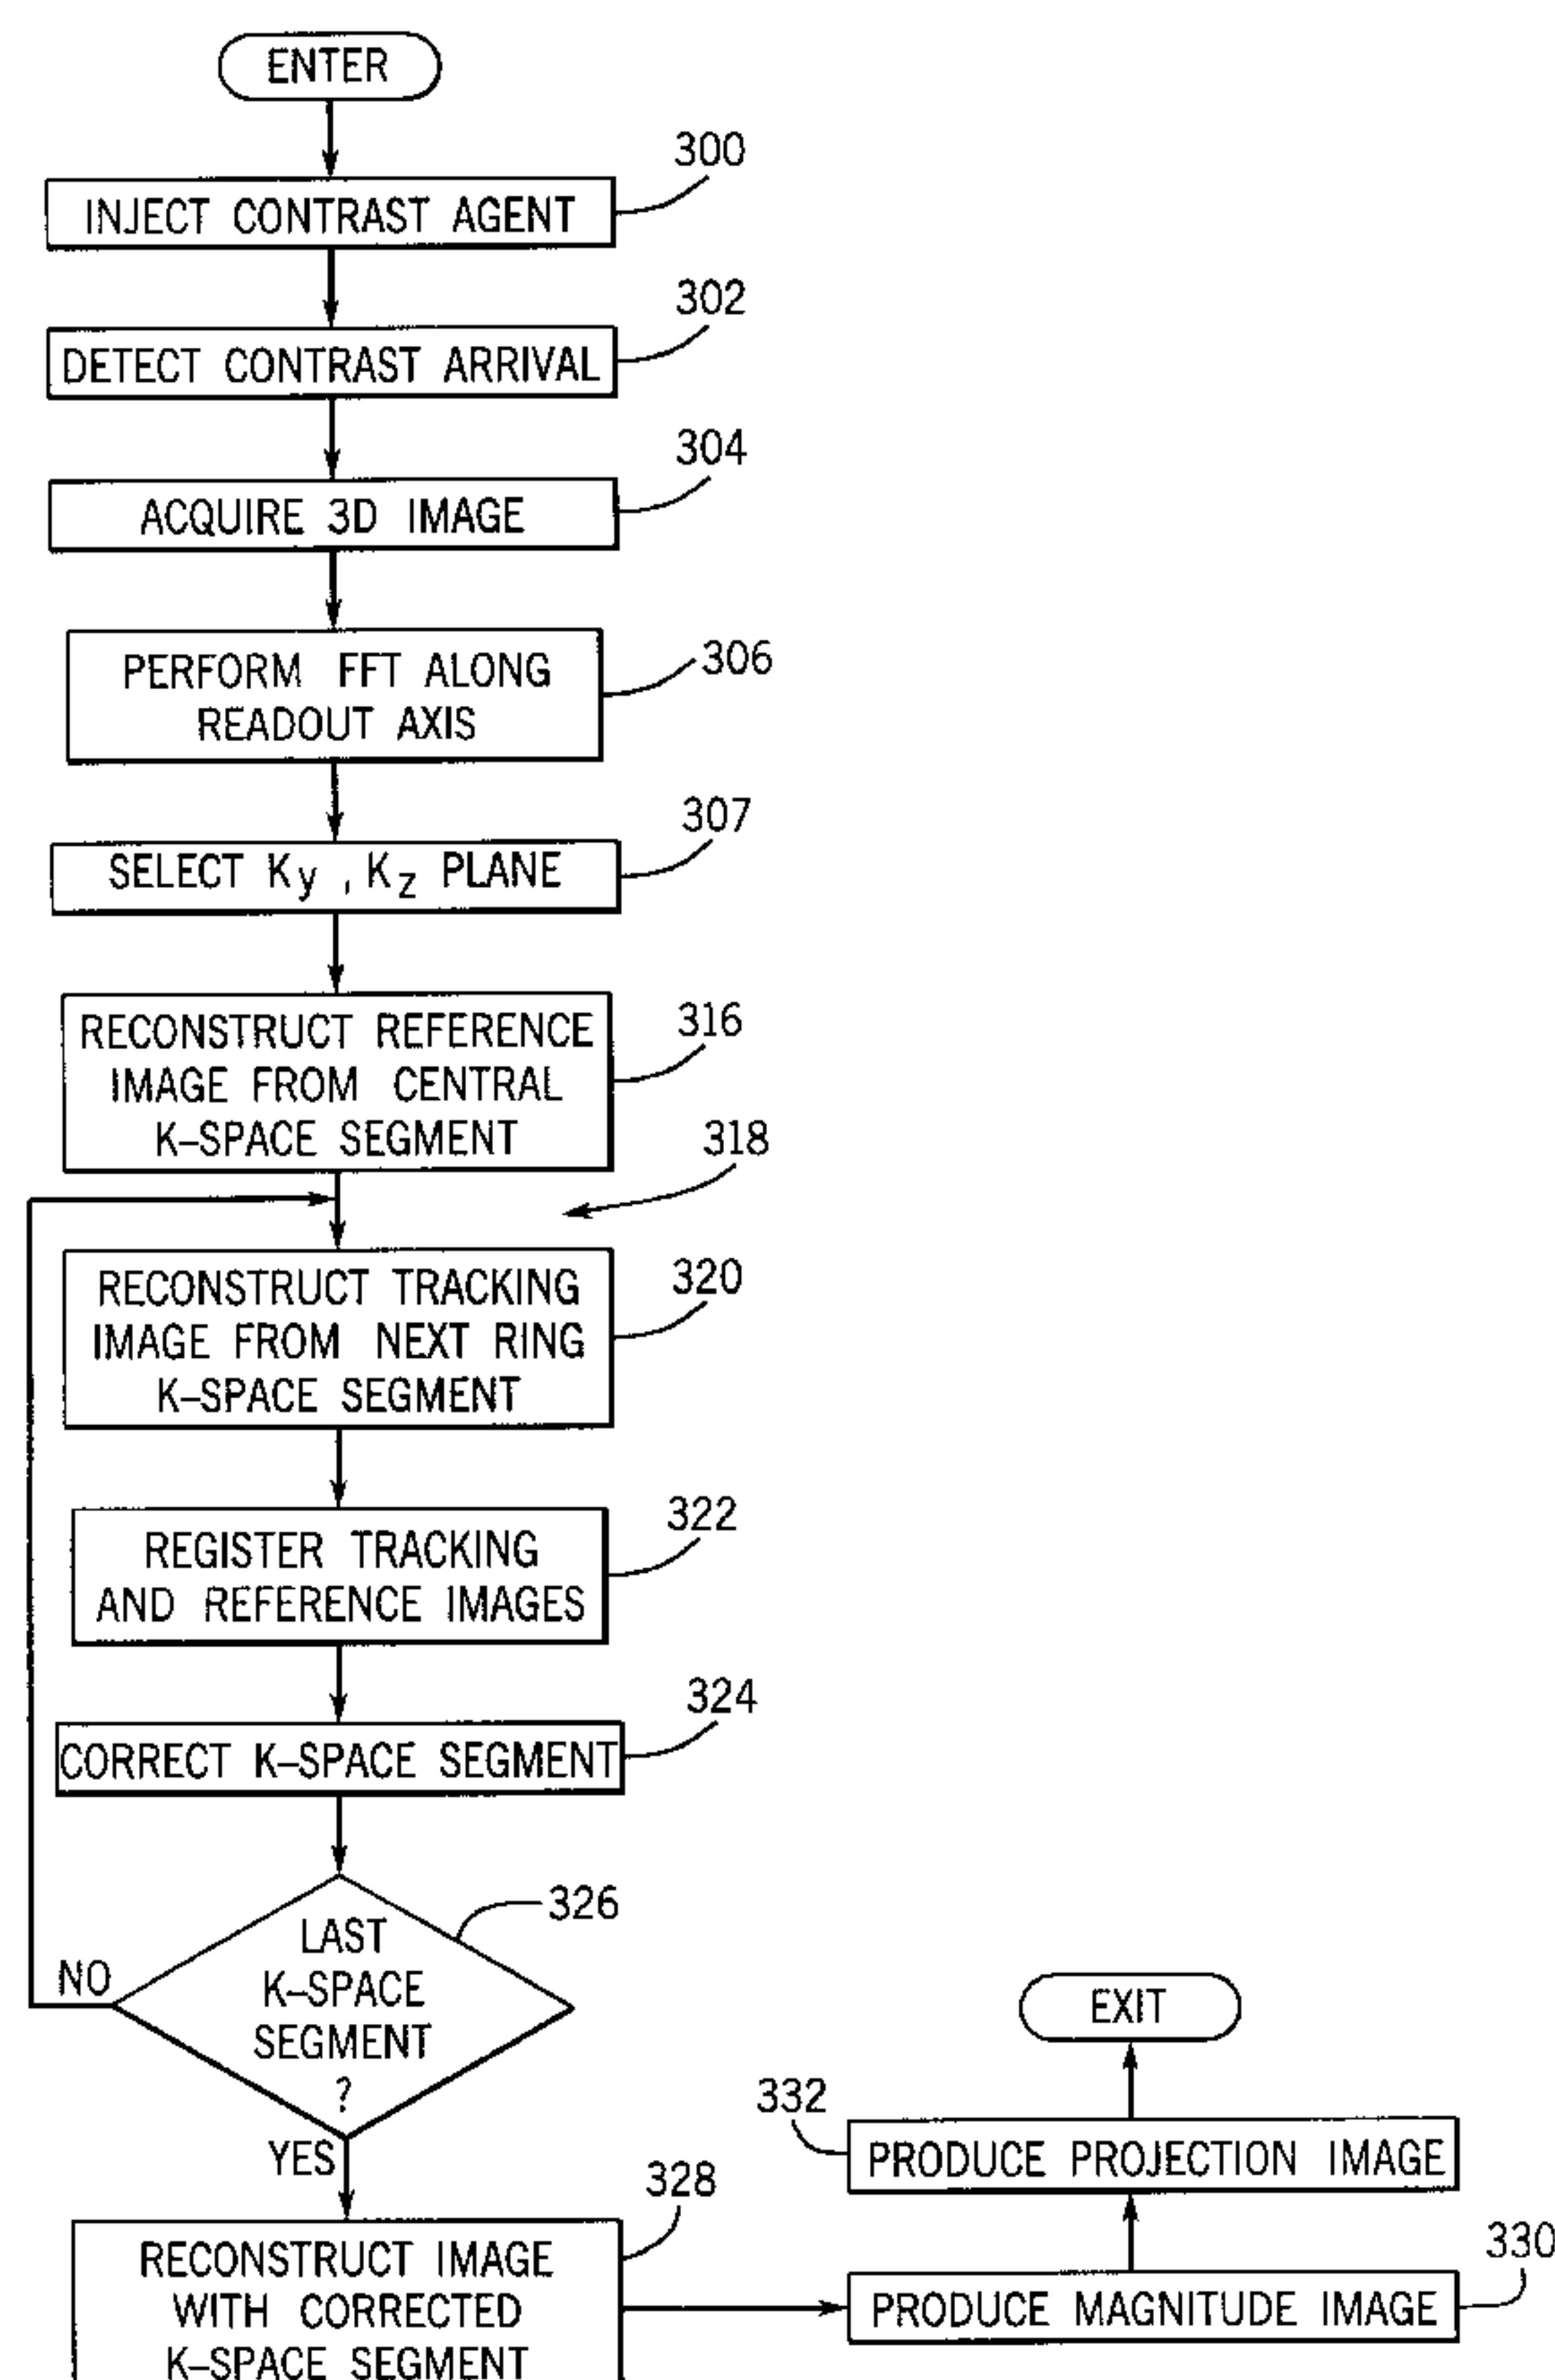 ENTER
300
INJECT CONTRAST AGENT
302
DETECT CONTRAST ARRIVAL
304
ACQUIRE 3D IMAGE
306
PERFORM FFT ALONG
READOUT AXIS
307
SELECT Ky , Kz PLANE
316
RECONSTRUCT REFERENCE
IMAGE FROM CENTRAL
K-SPACE SEGMENT
318
320
RECONSTRUCT TRACKING
IMAGE FROM NEXT RING
K-SPACE SEGMENT
322
REGISTER TRACKING
AND REFERENCE IMAGES
324
CORRECT K-SPACE SEGMENT
326
LAST
K-SPACE
SEGMENT
?
NO
YES
328
RECONSTRUCT IMAGE
WITH CORRECTED
K-SPACE SEGMENT
330
PRODUCE MAGNITUDE IMAGE
332
PRODUCE PROJECTION IMAGE
EXIT